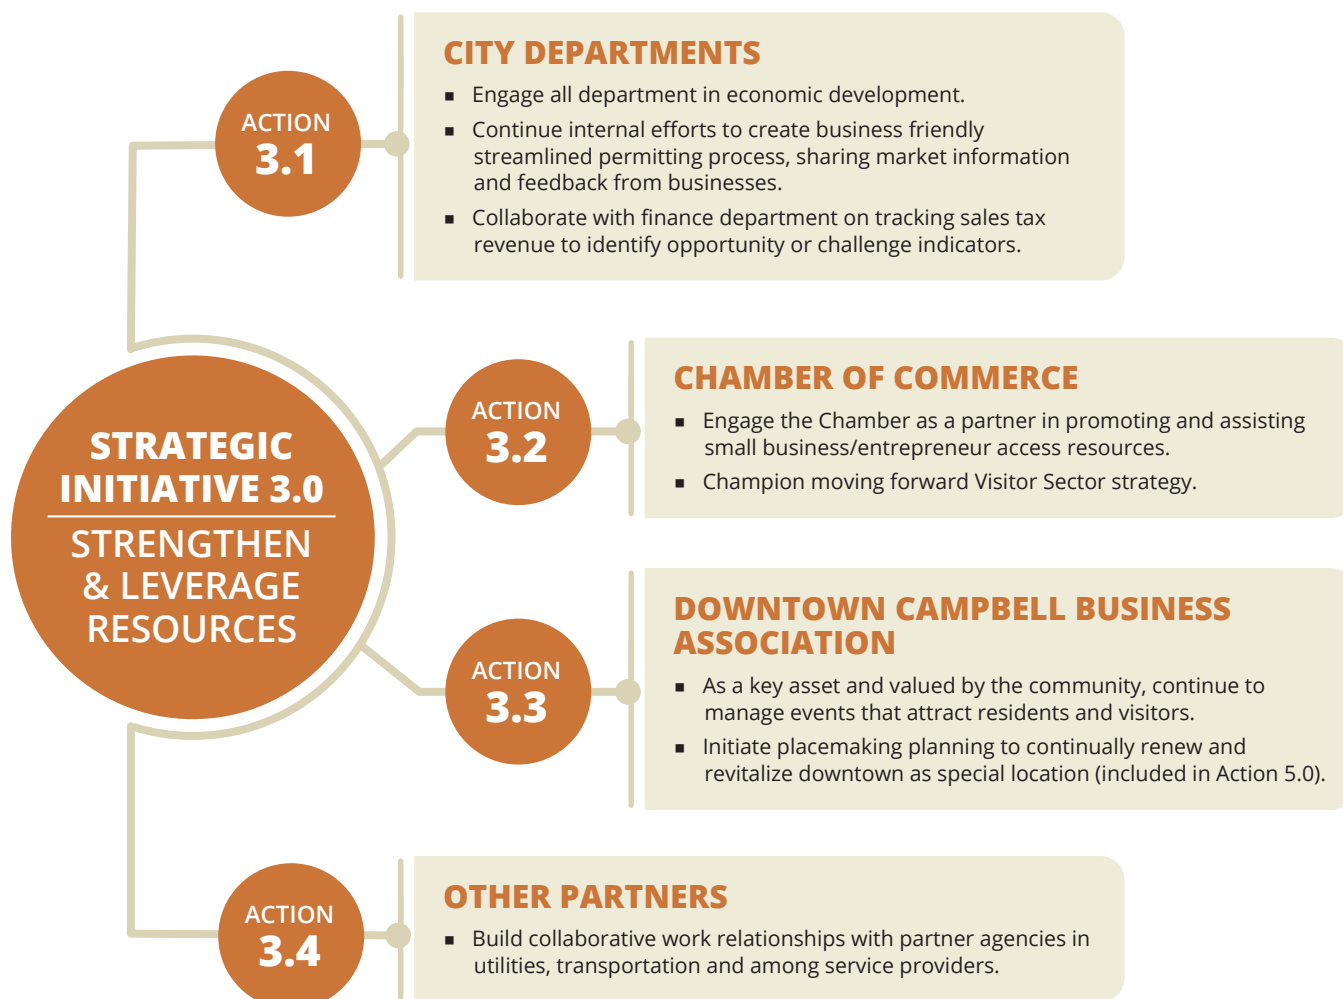 STRATEGIC
INITIATIVE 3.0
STRENGTHEN
& LEVERAGE
RESOURCES
ACTION
3.1
CITY DEPARTMENTS
▪ Engage all department in economic development.
▪ Continue internal efforts to create business friendly
streamlined permitting process, sharing market information
and feedback from businesses.
▪ Collaborate with finance department on tracking sales tax
revenue to identify opportunity or challenge indicators.
ACTION
3.2
CHAMBER OF COMMERCE
▪ Engage the Chamber as a partner in promoting and assisting
small business/entrepreneur access resources.
▪ Champion moving forward Visitor Sector strategy.
ACTION
3.3
DOWNTOWN CAMPBELL BUSINESS
ASSOCIATION
▪ As a key asset and valued by the community, continue to
manage events that attract residents and visitors.
▪ Initiate placemaking planning to continually renew and
revitalize downtown as special location (included in Action 5.0).
ACTION
3.4
OTHER PARTNERS
▪ Build collaborative work relationships with partner agencies in
utilities, transportation and among service providers.